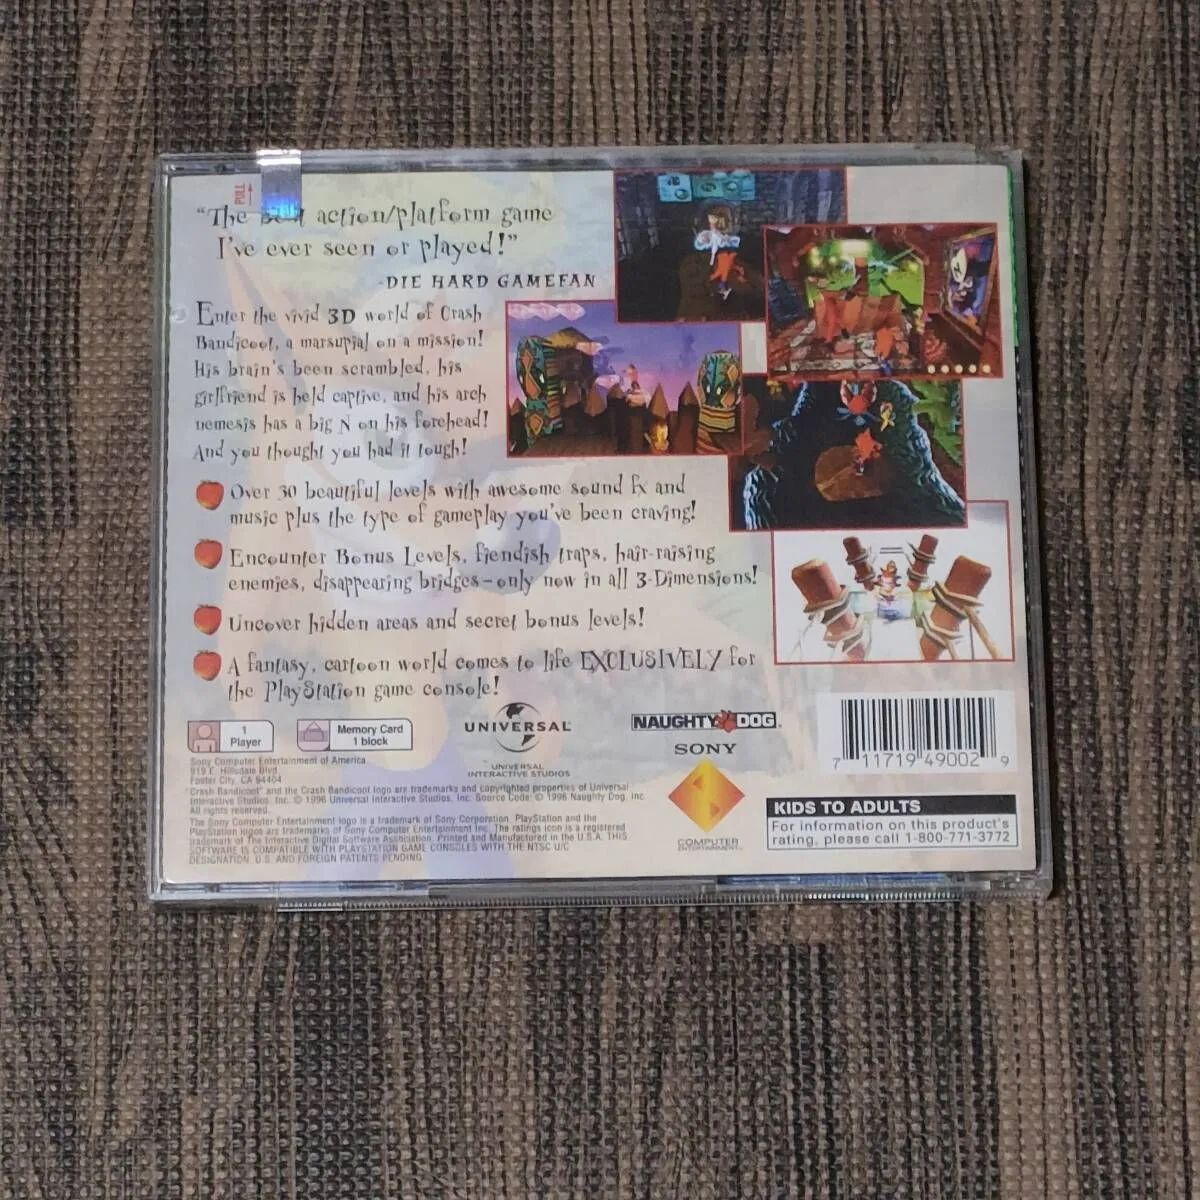 PULL
"The best action/platform game
I've ever seen or played!"
-DIE HARD GAMEFAN
Enter the vivid 3D world of Crash
Bandicoot, a marsupial on a mission!
His brain's been scrambled, his
girlfriend is held captive, and his arch
nemesis has a big N on his forehead!
And you thought you had it tough!
Over 30 beautiful levels with awesome sound fx and
music plus the type of gameplay you've been craving!
Encounter Bonus Levels, fiendish traps, hair-raising
enemies, disappearing bridges-only now in all 3-Dimensions!
Uncover hidden areas and secret bonus levels!
A fantasy, cartoon world comes to life EXCLUSIVELY for
the PlayStation game console!
1
Player
Memory Card
1 block
UNIVERSAL
UNIVERSAL
INTERACTIVE STUDIOS
NAUGHTY DOG
SONY
COMPUTER
ENTERTAINMENT
7 11719 49002 9
KIDS TO ADULTS
For information on this product's
rating, please call 1-800-771-3772
Sony Computer Entertainment of America
919 E. Hillsdale Blvd
Foster City, CA 94404
"Crash Bandicoot" and the Crash Bandicoot logo are trademarks and copyrighted properties of Universal
Interactive Studios, Inc. © 1996 Universal Interactive Studios, Inc. Source Code: © 1996 Naughty Dog, Inc.
All rights reserved.
The Sony Computer Entertainment logo is a trademark of Sony Corporation. PlayStation and the
PlayStation logos are trademarks of Sony Computer Entertainment Inc. The ratings icon is a registered
trademark of The Interactive Digital Software Association. Printed and Manufactured in the U.S.A. THIS
SOFTWARE IS COMPATIBLE WITH PLAYSTATION GAME CONSOLES WITH THE NTSC U/C
DESIGNATION. U.S. AND FOREIGN PATENTS PENDING